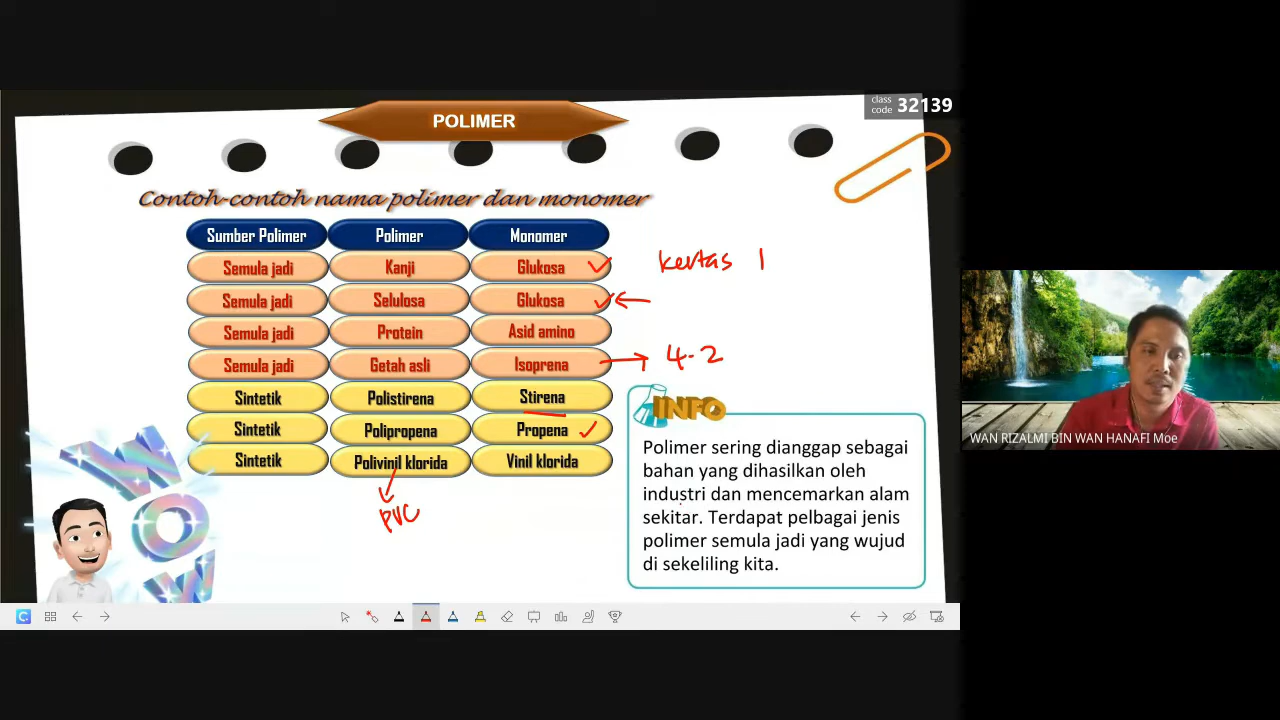 class code 32139
POLIMER
Contoh-contoh nama polimer dan monomer
Sumber Polimer Polimer Monomer
Semula jadi Kanji Glukosa
kertas 1
Semula jadi Selulosa Glukosa
Semula jadi Protein Asid amino
Semula jadi Getah asli Isoprena
4-2
Sintetik Polistirena Stirena
Sintetik Polipropena Propena
Sintetik Polivinil klorida Vinil klorida
PVC
INFO
Polimer sering dianggap sebagai
bahan yang dihasilkan oleh
industri dan mencemarkan alam
sekitar. Terdapat pelbagai jenis
polimer semula jadi yang wujud
di sekeliling kita.
WOW
WAN RIZALMI BIN WAN HANAFI Moe